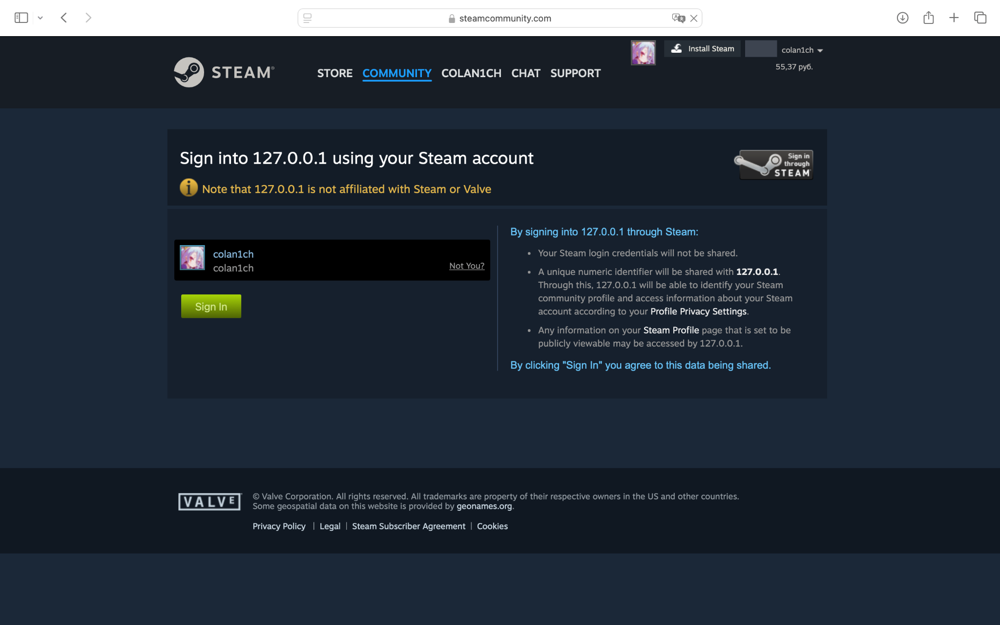 steamcommunity.com
Install Steam
colan1ch
55,37 руб.
STEAM®
STORE COMMUNITY COLAN1CH CHAT SUPPORT
Sign into 127.0.0.1 using your Steam account
Note that 127.0.0.1 is not affiliated with Steam or Valve
Sign in
through
STEAM
colan1ch
colan1ch
Not You?
Sign In
By signing into 127.0.0.1 through Steam:
• Your Steam login credentials will not be shared.
• A unique numeric identifier will be shared with 127.0.0.1.
Through this, 127.0.0.1 will be able to identify your Steam
community profile and access information about your Steam
account according to your Profile Privacy Settings.
• Any information on your Steam Profile page that is set to be
publicly viewable may be accessed by 127.0.0.1.
By clicking "Sign In" you agree to this data being shared.
VALVE
© Valve Corporation. All rights reserved. All trademarks are property of their respective owners in the US and other countries.
Some geospatial data on this website is provided by geonames.org.
Privacy Policy | Legal | Steam Subscriber Agreement | Cookies